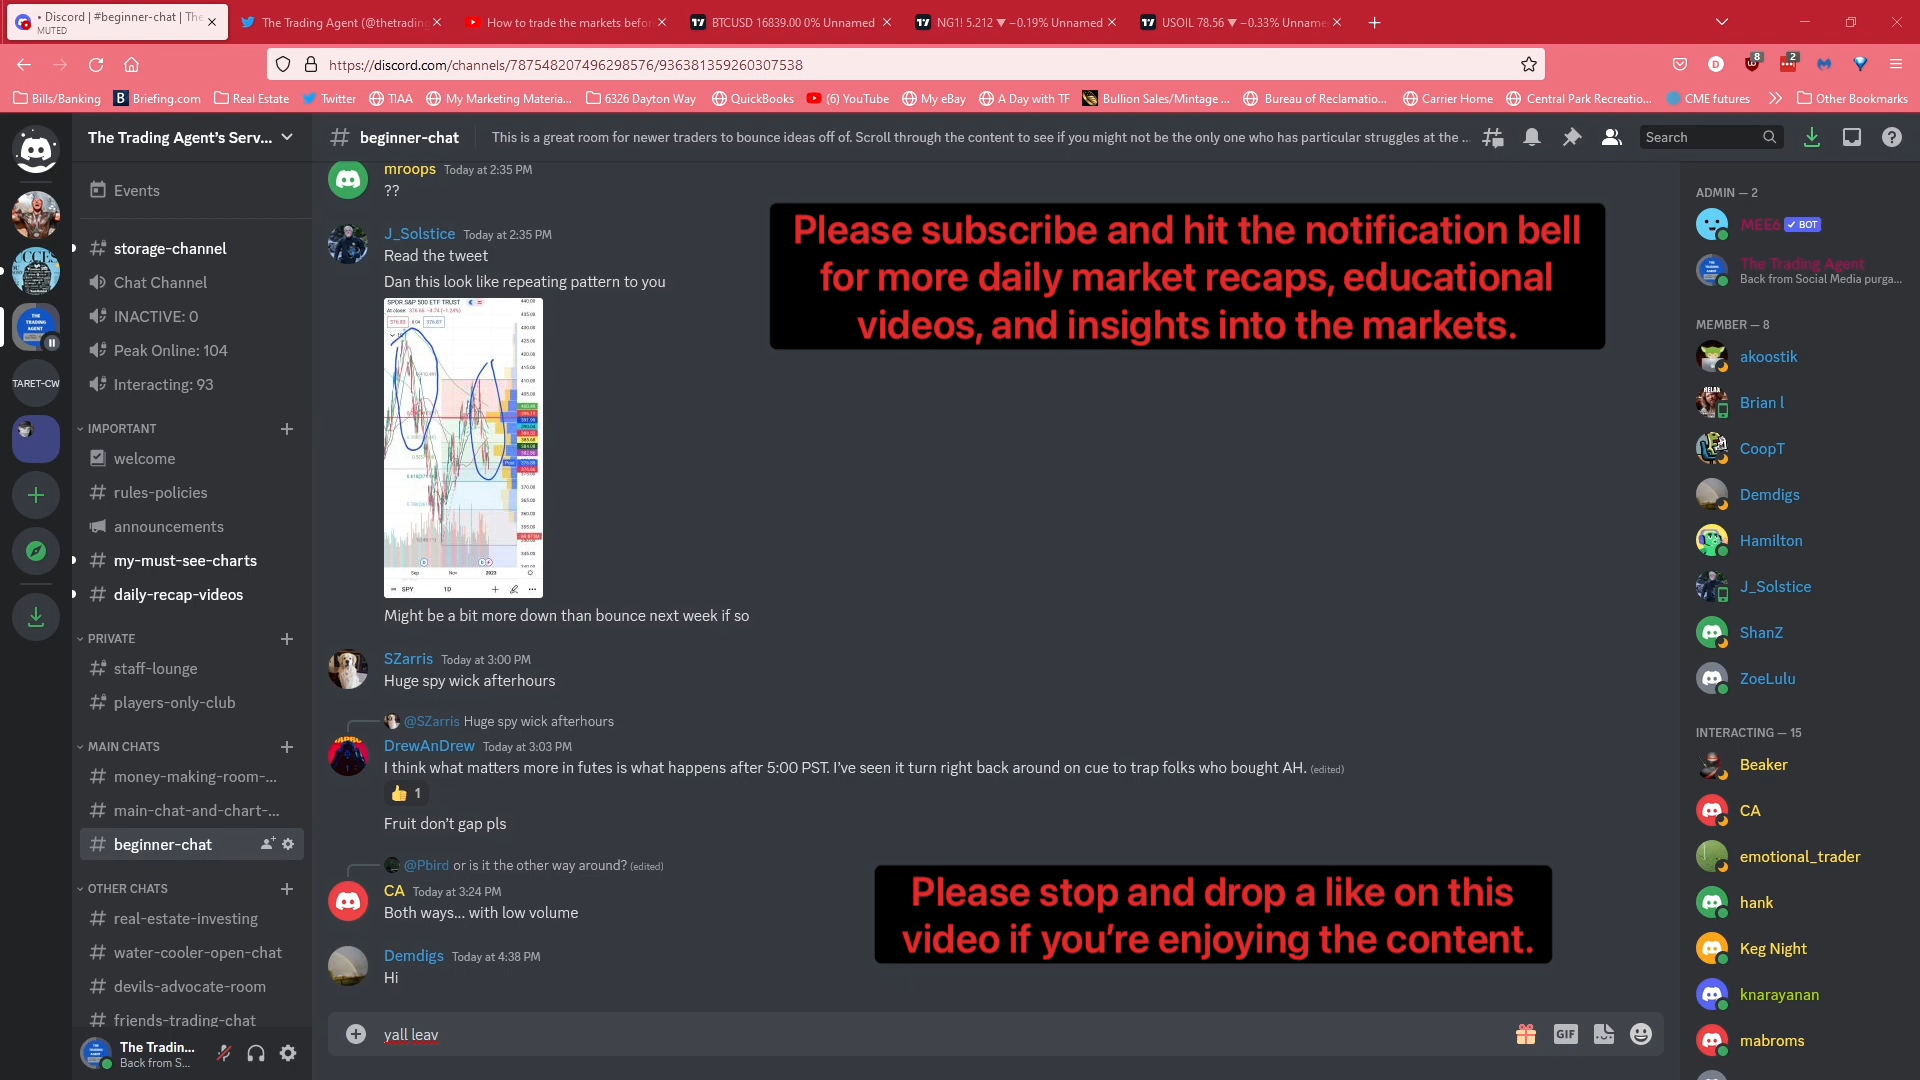 • Discord | #beginner-chat | The
MUTED
The Trading Agent (@thetrading
How to trade the markets befor
BTCUSD 16839.00 0% Unnamed
NG1! 5.212 ▼ −0.19% Unnamed
USOIL 78.56 ▼ −0.33% Unname
https://discord.com/channels/787548207496298576/936381359260307538
8
2
Bills/Banking
Briefing.com
Real Estate
Twitter
TIAA
My Marketing Materia...
6326 Dayton Way
QuickBooks
(6) YouTube
My eBay
A Day with TF
Bullion Sales/Mintage ...
Bureau of Reclamatio...
Carrier Home
Central Park Recreatio...
CME futures
Other Bookmarks
The Trading Agent's Serv...
beginner-chat
This is a great room for newer traders to bounce ideas off of. Scroll through the content to see if you might not be the only one who has particular struggles at the ...
Search
Events
storage-channel
Chat Channel
INACTIVE: 0
Peak Online: 104
Interacting: 93
TARET-CW
IMPORTANT
welcome
rules-policies
announcements
my-must-see-charts
daily-recap-videos
PRIVATE
staff-lounge
players-only-club
MAIN CHATS
money-making-room-...
main-chat-and-chart-...
beginner-chat
OTHER CHATS
real-estate-investing
water-cooler-open-chat
devils-advocate-room
friends-trading-chat
The Tradin...
Back from S...
mroops Today at 2:35 PM
??
J_Solstice Today at 2:35 PM
Read the tweet
Dan this look like repeating pattern to you
SPDR S&P 500 ETF TRUST
SPY 1D
Sep Nov 2023
Might be a bit more down than bounce next week if so
SZarris Today at 3:00 PM
Huge spy wick afterhours
@SZarris Huge spy wick afterhours
DrewAnDrew Today at 3:03 PM
I think what matters more in futes is what happens after 5:00 PST. I've seen it turn right back around on cue to trap folks who bought AH. (edited)
1
Fruit don't gap pls
@Pbird or is it the other way around? (edited)
CA Today at 3:24 PM
Both ways... with low volume
Demdigs Today at 4:38 PM
Hi
yall leav
GIF
Please subscribe and hit the notification bell
for more daily market recaps, educational
videos, and insights into the markets.
Please stop and drop a like on this
video if you're enjoying the content.
ADMIN — 2
MEE6 ✓ BOT
The Trading Agent
Back from Social Media purga...
MEMBER — 8
akoostik
Brian l
CoopT
Demdigs
Hamilton
J_Solstice
ShanZ
ZoeLulu
INTERACTING — 15
Beaker
CA
emotional_trader
hank
Keg Night
knarayanan
mabroms